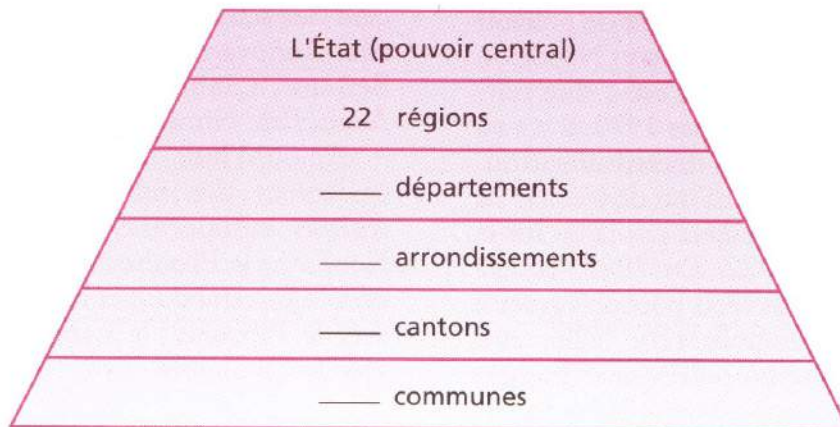 L'État (pouvoir central)
22 régions
____ départements
____ arrondissements
____ cantons
____ communes